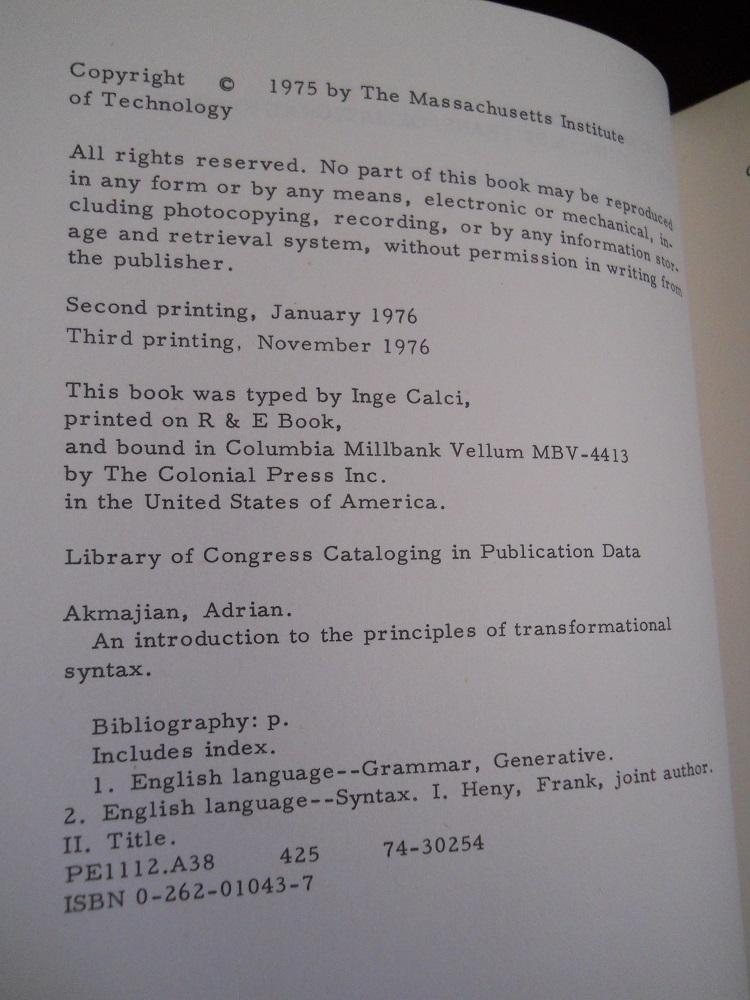 Copyright © 1975 by The Massachusetts Institute
of Technology
All rights reserved. No part of this book may be reproduced
in any form or by any means, electronic or mechanical, in-
cluding photocopying, recording, or by any information stor-
age and retrieval system, without permission in writing from
the publisher.
Second printing, January 1976
Third printing, November 1976
This book was typed by Inge Calci,
printed on R & E Book,
and bound in Columbia Millbank Vellum MBV-4413
by The Colonial Press Inc.
in the United States of America.
Library of Congress Cataloging in Publication Data
Akmajian, Adrian.
An introduction to the principles of transformational
syntax.
Bibliography: p.
Includes index.
1. English language--Grammar, Generative.
2. English language--Syntax. I. Heny, Frank, joint author.
II. Title.
PE1112.A38 425 74-30254
ISBN 0-262-01043-7